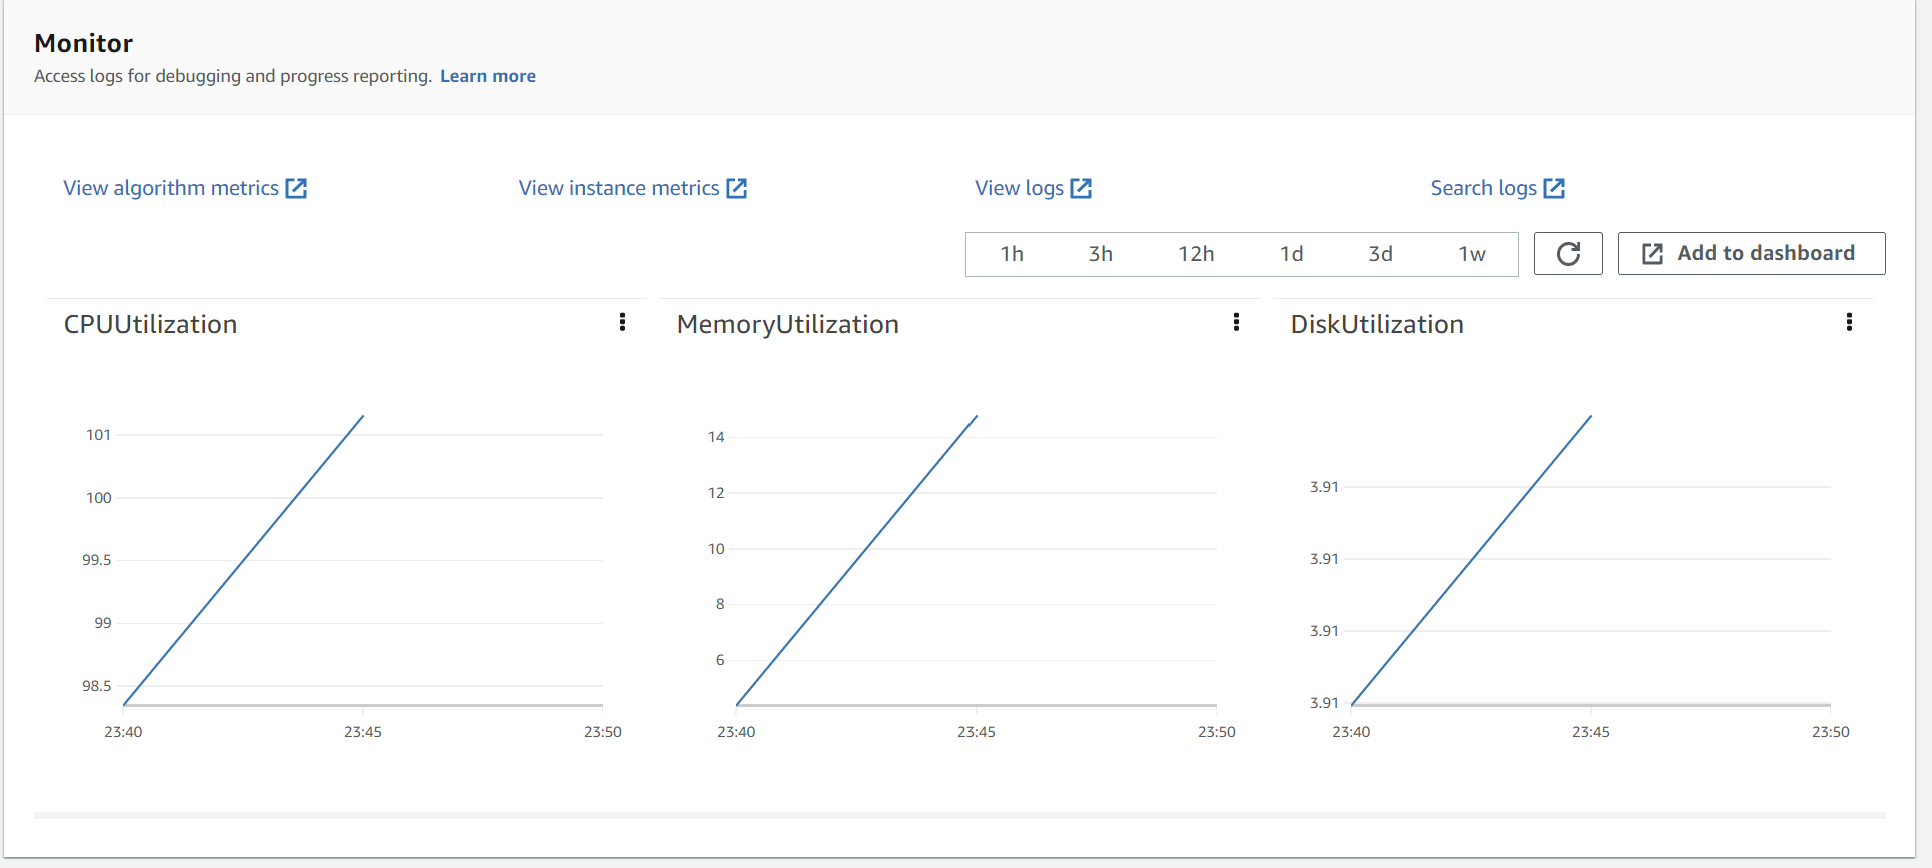 Monitor
Access logs for debugging and progress reporting. Learn more
View algorithm metrics
View instance metrics
View logs
Search logs
1h 3h 12h 1d 3d 1w
Add to dashboard
CPUUtilization
101
100
99.5
99
98.5
23:40 23:45 23:50
MemoryUtilization
14
12
10
8
6
23:40 23:45 23:50
DiskUtilization
3.91
3.91
3.91
3.91
23:40 23:45 23:50